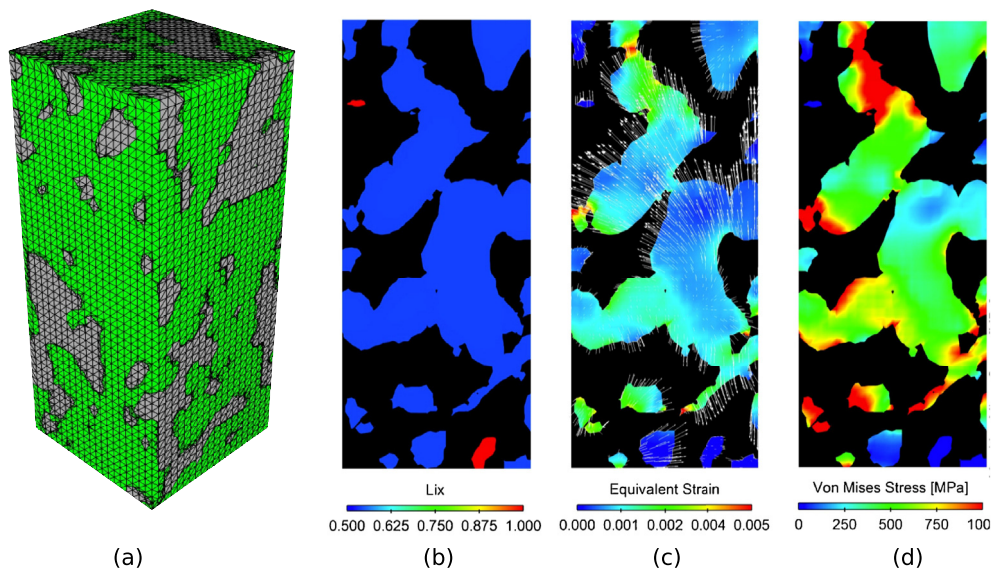 Lix
0.500 0.625 0.750 0.875 1.000
Equivalent Strain
0.000 0.001 0.002 0.004 0.005
Von Mises Stress [MPa]
0 250 500 750 100
(a) (b) (c) (d)